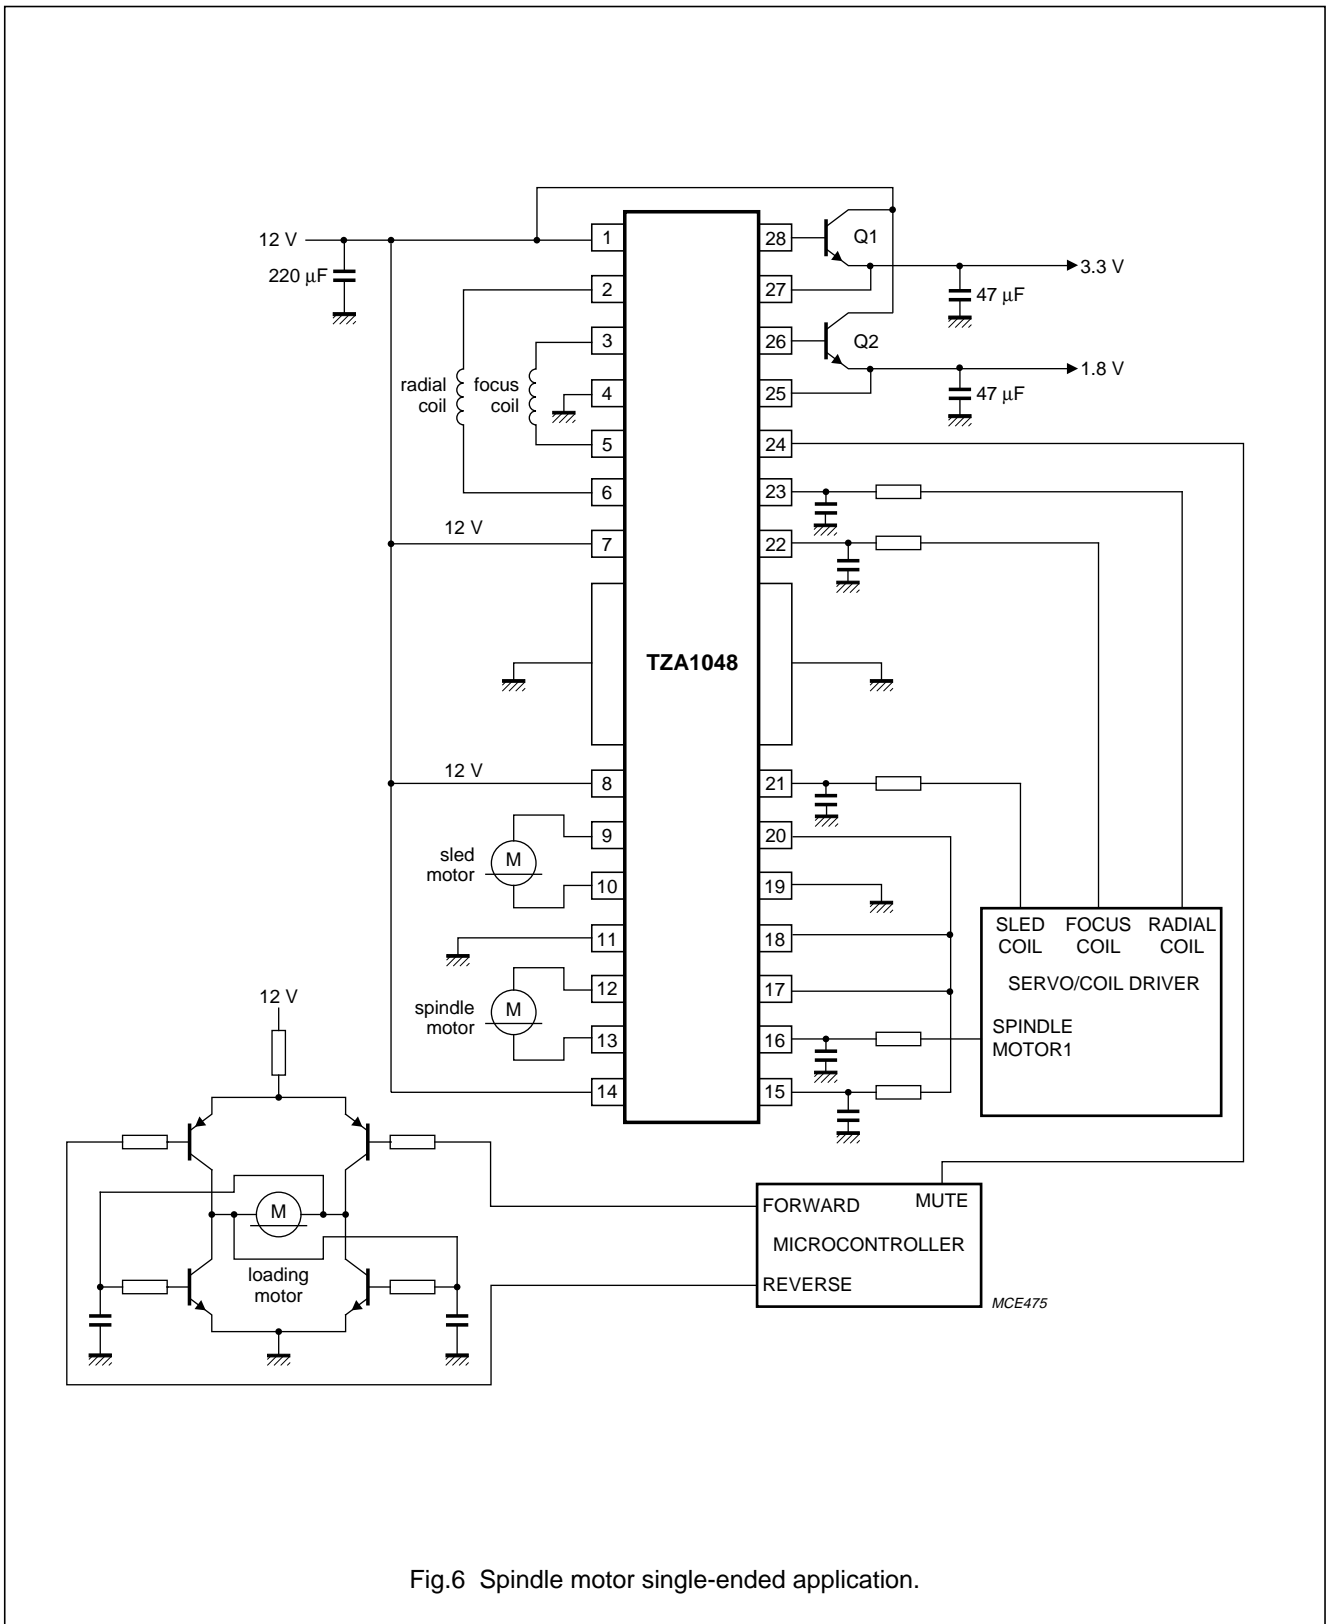 12 V
220 μF
1
2
3
4
5
6
7
8
9
10
11
12
13
14
28
27
26
25
24
23
22
21
20
19
18
17
16
15
TZA1048
Q1
3.3 V
47 μF
Q2
1.8 V
47 μF
radial
coil
focus
coil
12 V
12 V
sled
motor
M
spindle
motor
M
SLED
COIL
FOCUS
COIL
RADIAL
COIL
SERVO/COIL DRIVER
SPINDLE
MOTOR1
12 V
M
loading
motor
FORWARD
MUTE
MICROCONTROLLER
REVERSE
MCE475
Fig.6 Spindle motor single-ended application.